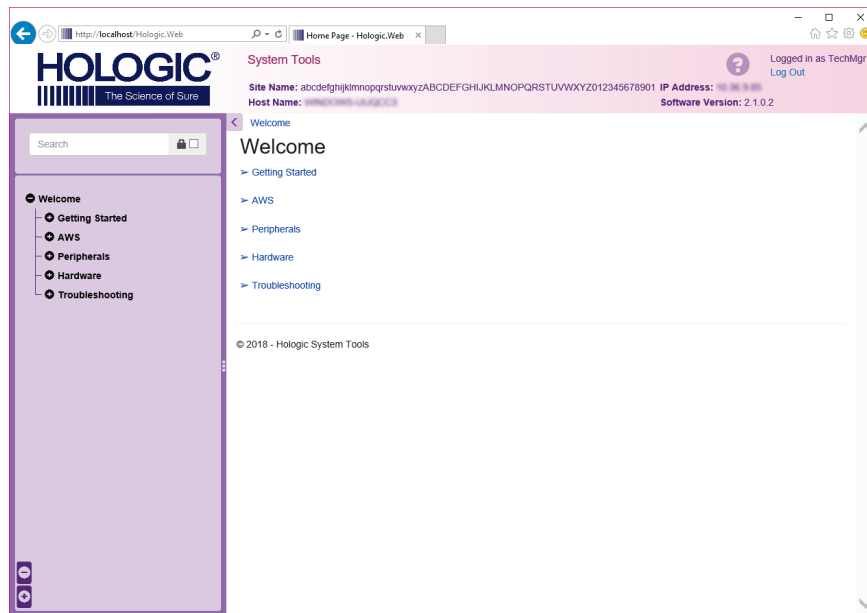 http://localhost/Hologic.Web
Home Page - Hologic.Web
HOLOGIC®
The Science of Sure
System Tools
Logged in as TechMgr
Log Out
Site Name: abcdefghijklmnopqrstuvwxyzABCDEFGHIJKLMNOPQRSTUVWXYZ012345678901 IP Address:
Host Name: Software Version: 2.1.0.2
Search
Welcome
Getting Started
AWS
Peripherals
Hardware
Troubleshooting
Welcome
Welcome
➢ Getting Started
➢ AWS
➢ Peripherals
➢ Hardware
➢ Troubleshooting
© 2018 - Hologic System Tools